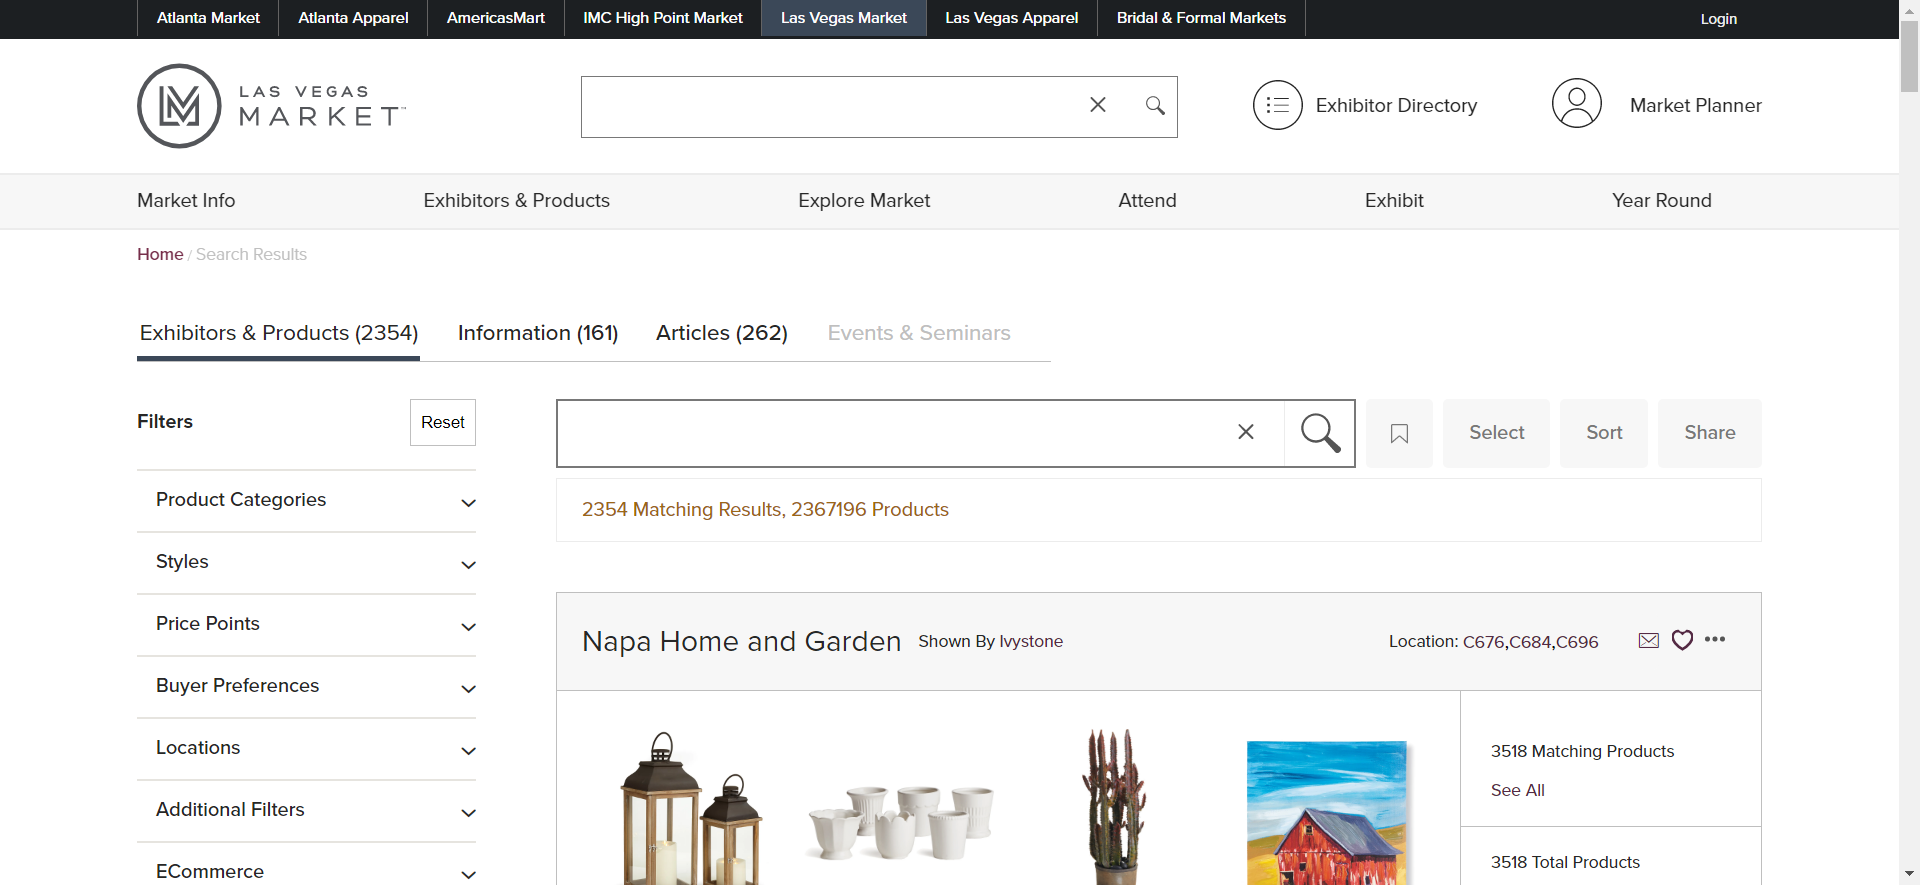 Atlanta Market
Atlanta Apparel
AmericasMart
IMC High Point Market
Las Vegas Market
Las Vegas Apparel
Bridal & Formal Markets
Login
LM
LAS VEGAS
MARKET™
Exhibitor Directory
Market Planner
Market Info
Exhibitors & Products
Explore Market
Attend
Exhibit
Year Round
Home / Search Results
Exhibitors & Products (2354)
Information (161)
Articles (262)
Events & Seminars
Filters
Reset
Select
Sort
Share
Product Categories
Styles
Price Points
Buyer Preferences
Locations
Additional Filters
ECommerce
2354 Matching Results, 2367196 Products
Napa Home and Garden Shown By Ivystone
Location: C676,C684,C696
3518 Matching Products
See All
3518 Total Products